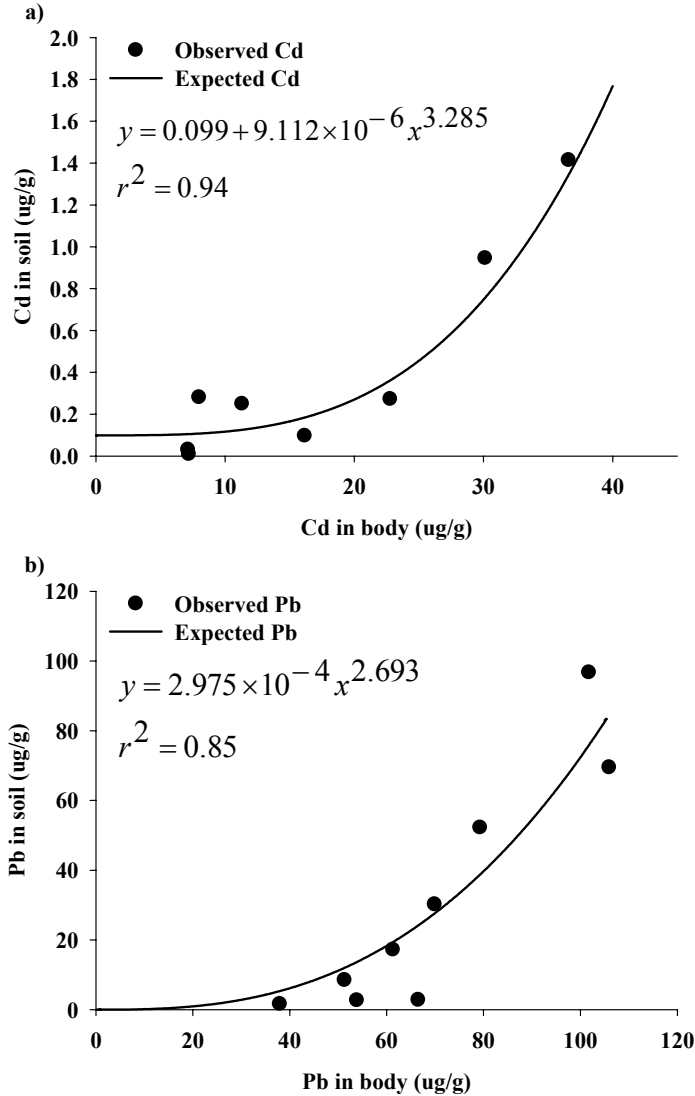 a)
2.0
1.8
1.6
1.4
1.2
1.0
0.8
0.6
0.4
0.2
0.0
Cd in soil (ug/g)
Observed Cd
Expected Cd
y = 0.099 + 9.112×10^−6 x^3.285
r^2 = 0.94
0 10 20 30 40
Cd in body (ug/g)
b)
120
100
80
60
40
20
0
Pb in soil (ug/g)
Observed Pb
Expected Pb
y = 2.975×10^−4 x^2.693
r^2 = 0.85
0 20 40 60 80 100 120
Pb in body (ug/g)